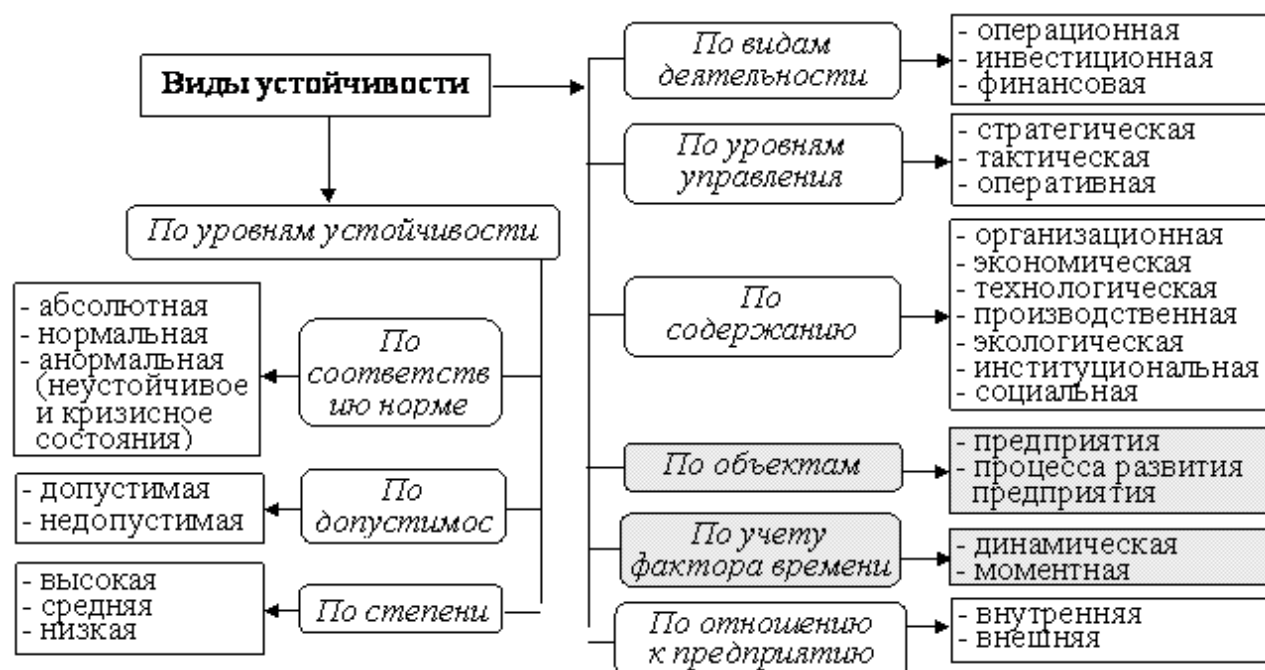 Виды устойчивости
По видам
деятельности
- операционная
- инвестиционная
- финансовая
По уровням
управления
- стратегическая
- тактическая
- оперативная
По содержанию
- организационная
- экономическая
- технологическая
- производственная
- экологическая
- институциональная
- социальная
По объектам
- предприятия
- процесса развития
предприятия
По учету
фактора времени
- динамическая
- моментная
По отношению
к предприятию
- внутренняя
- внешняя
По уровням устойчивости
По
соответств
ию норме
- абсолютная
- нормальная
- анормальная
(неустойчивое
и кризисное
состояния)
По
допустимос
- допустимая
- недопустимая
По степени
- высокая
- средняя
- низкая